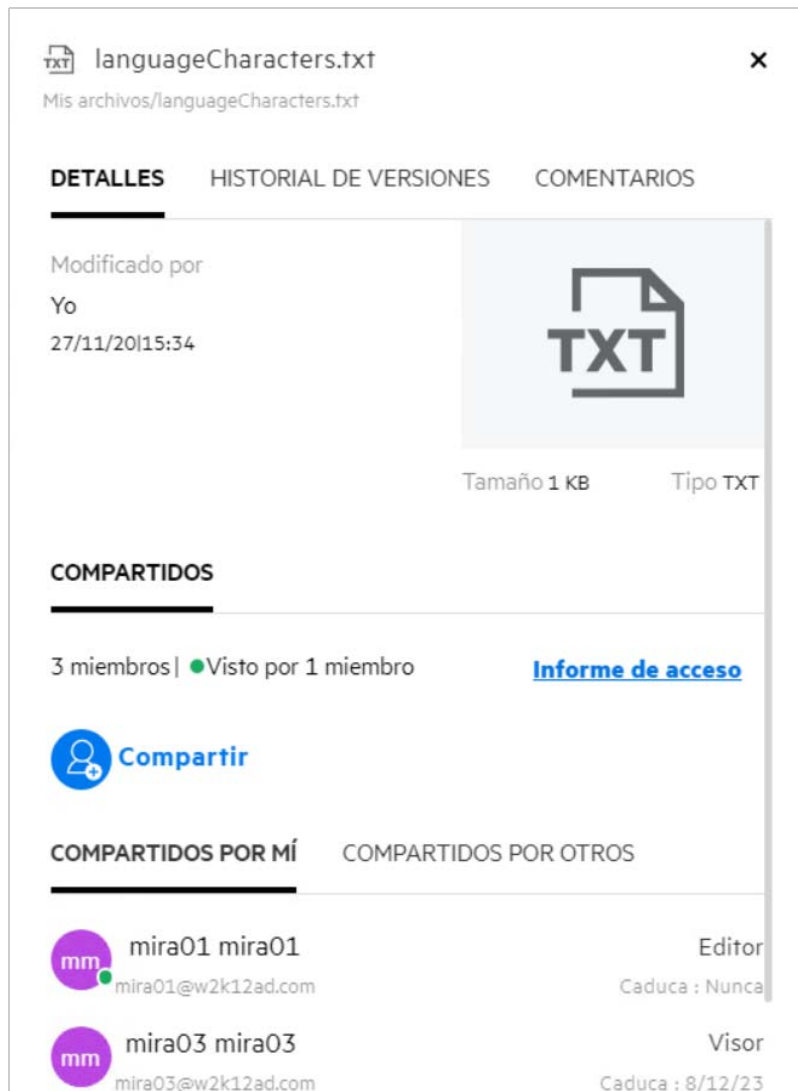 TXT languageCharacters.txt ×
Mis archivos/languageCharacters.txt
DETALLES HISTORIAL DE VERSIONES COMENTARIOS
Modificado por
Yo
27/11/20|15:34
TXT
Tamaño 1 KB Tipo TXT
COMPARTIDOS
3 miembros| Visto por 1 miembro Informe de acceso
Compartir
COMPARTIDOS POR MÍ COMPARTIDOS POR OTROS
mm mira01 mira01 Editor
mira01@w2k12ad.com Caduca : Nunca
mm mira03 mira03 Visor
mira03@w2k12ad.com Caduca : 8/12/23